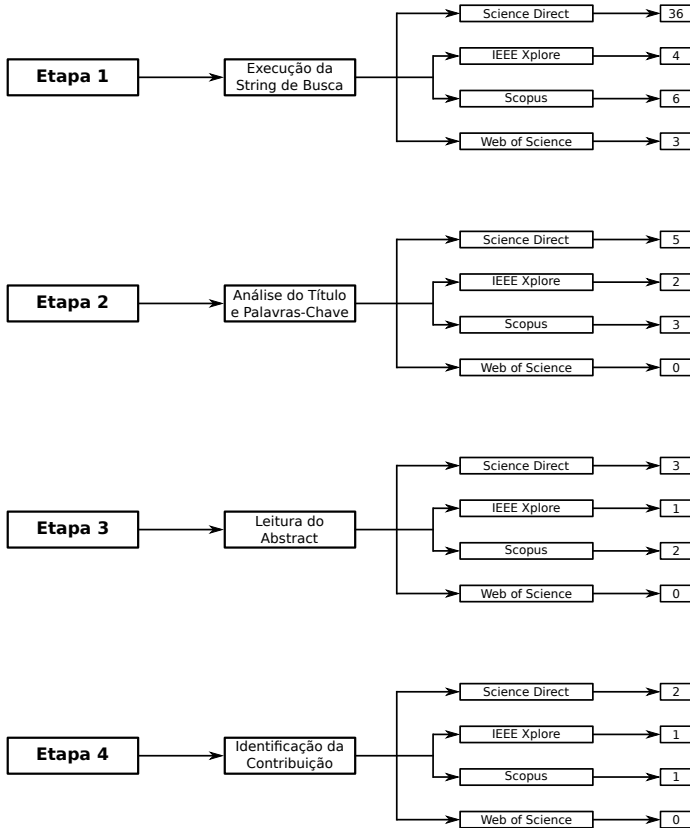 Etapa 1
Execução da
String de Busca
Science Direct
36
IEEE Xplore
4
Scopus
6
Web of Science
3
Etapa 2
Análise do Título
e Palavras-Chave
Science Direct
5
IEEE Xplore
2
Scopus
3
Web of Science
0
Etapa 3
Leitura do
Abstract
Science Direct
3
IEEE Xplore
1
Scopus
2
Web of Science
0
Etapa 4
Identificação da
Contribuição
Science Direct
2
IEEE Xplore
1
Scopus
1
Web of Science
0